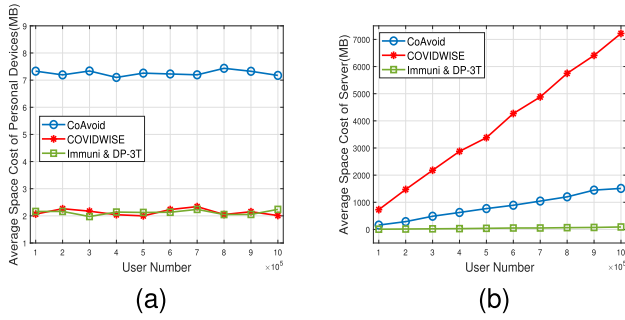 Average Space Cost of Personal Devices(MB)
9
8
7
6
5
4
3
2
1
CoAvoid
COVIDWISE
Immuni & DP-3T
1 2 3 4 5 6 7 8 9 10
User Number
×10^5
(a)
Average Space Cost of Server(MB)
7000
6000
5000
4000
3000
2000
1000
0
CoAvoid
COVIDWISE
Immuni & DP-3T
1 2 3 4 5 6 7 8 9 10
User Number
×10^5
(b)